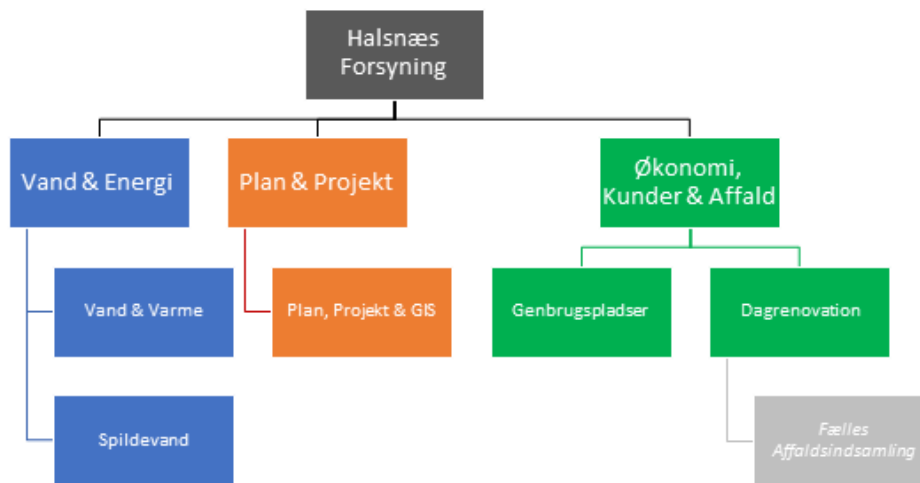 Halsnæs
Forsyning
Vand & Energi
Plan & Projekt
Økonomi,
Kunder & Affald
Vand & Varme
Plan, Projekt & GIS
Genbrugspladser
Dagrenovation
Spildevand
Fælles
Affaldsindsamling